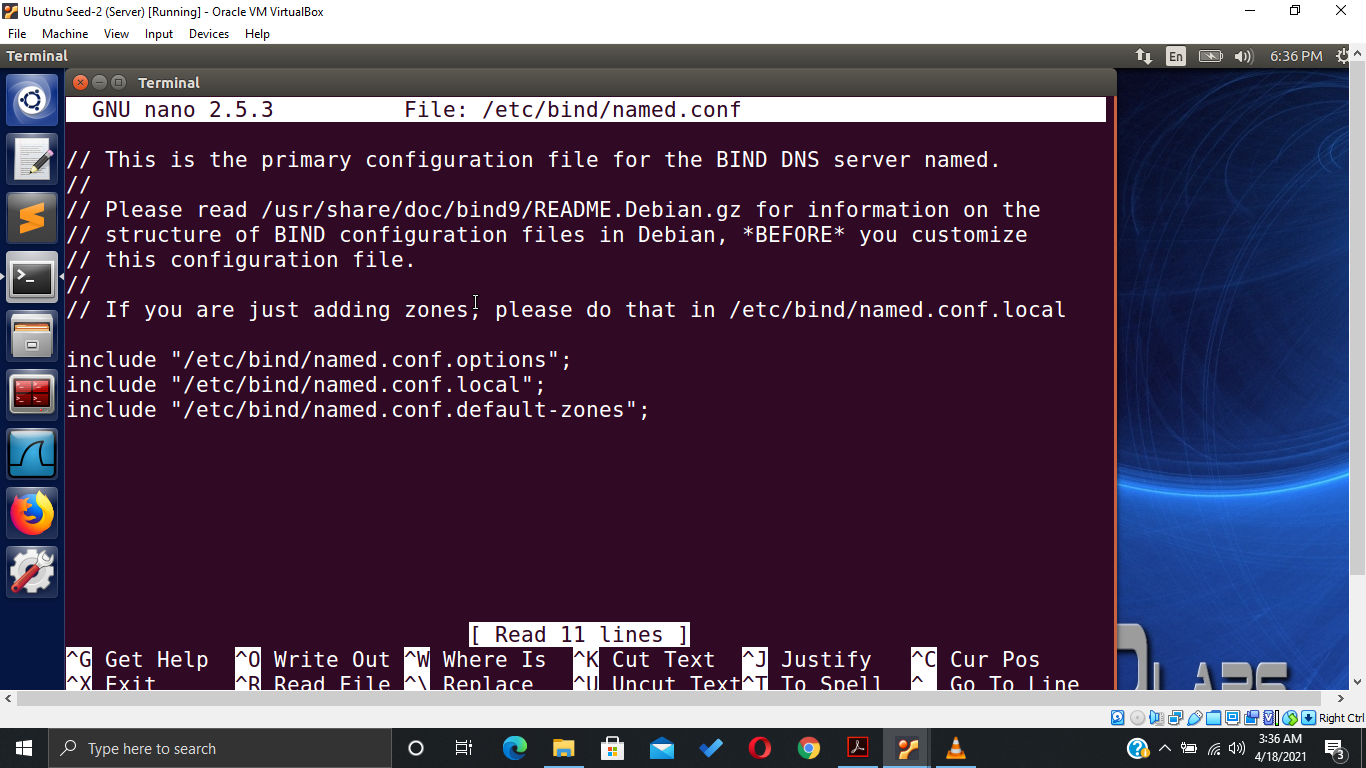 Ubutnu Seed-2 (Server) [Running] - Oracle VM VirtualBox
File Machine View Input Devices Help
Terminal En 6:36 PM
Terminal
GNU nano 2.5.3 File: /etc/bind/named.conf
// This is the primary configuration file for the BIND DNS server named.
//
// Please read /usr/share/doc/bind9/README.Debian.gz for information on the
// structure of BIND configuration files in Debian, *BEFORE* you customize
// this configuration file.
//
// If you are just adding zones, please do that in /etc/bind/named.conf.local
include "/etc/bind/named.conf.options";
include "/etc/bind/named.conf.local";
include "/etc/bind/named.conf.default-zones";
[ Read 11 lines ]
^G Get Help ^O Write Out ^W Where Is ^K Cut Text ^J Justify ^C Cur Pos
^X Exit ^R Read File ^\ Replace ^U Uncut Text ^T To Spell ^_ Go To Line
Right Ctrl
Type here to search
3:36 AM
4/18/2021
3